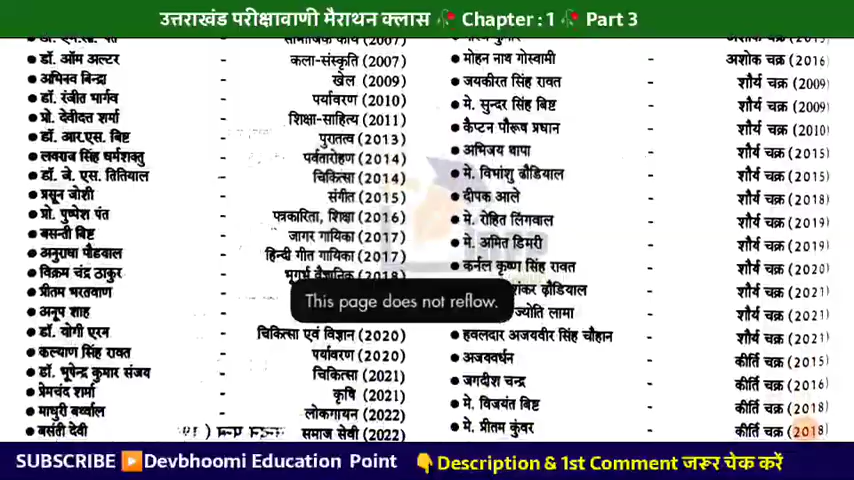 उत्तराखंड परीक्षावाणी मैराथन क्लास 🥀 Chapter : 1 🥀 Part 3
सामाजिक कार्य (2007)
● डॉ. ऑम अल्टर - कला-संस्कृति (2007)
● अभिनव बिन्द्रा - खेल (2009)
● डॉ. रंजीत भार्गव - पर्यावरण (2010)
● प्रो. देवीदत्त शर्मा - शिक्षा-साहित्य (2011)
● डॉ. आर.एस. बिष्ट - पुरातत्व (2013)
● लवराज सिंह धर्मशक्तु - पर्वतारोहण (2014)
● डॉ. जे. एस. तितियाल - चिकित्सा (2014)
● प्रसून जोशी - संगीत (2015)
● प्रो. पुष्पेश पंत - पत्रकारिता, शिक्षा (2016)
● बसन्ती बिष्ट - जागर गायिका (2017)
● अनुराधा पौडवाल - हिन्दी गीत गायिका (2017)
● विक्रम चंद्र ठाकुर - भूगर्भ वैज्ञानिक (2018)
● प्रीतम भरतवाण
● अनूप शाह
● डॉ. योगी एरन - चिकित्सा एवं विज्ञान (2020)
● कल्याण सिंह रावत - पर्यावरण (2020)
● डॉ. भूपेन्द्र कुमार संजय - चिकित्सा (2021)
● प्रेमचंद शर्मा - कृषि (2021)
● माधुरी बर्थ्वाल - लोकगायन (2022)
● बसंती देवी - समाज सेवी (2022)
● मोहन नाथ गोस्वामी - अशोक चक्र (2016)
● जयकीरत सिंह रावत - शौर्य चक्र (2009)
● मे. सुन्दर सिंह बिष्ट - शौर्य चक्र (2009)
● कैप्टन पौरूष प्रधान - शौर्य चक्र (2010)
● अभिजय थापा - शौर्य चक्र (2015)
● मे. विभांशु ढौडियाल - शौर्य चक्र (2015)
● दीपक आले - शौर्य चक्र (2018)
● मे. रोहित लिंगवाल - शौर्य चक्र (2019)
● मे. अमित डिमरी - शौर्य चक्र (2019)
● कर्नल कृष्ण सिंह रावत - शौर्य चक्र (2020)
शंकर ढ़ौडियाल - शौर्य चक्र (2021)
ज्योति लामा - शौर्य चक्र (2021)
● हवलदार अजयवीर सिंह चौहान - शौर्य चक्र (2021)
● अजयवर्धन - कीर्ति चक्र (2015)
● जगदीश चन्द्र - कीर्ति चक्र (2016)
● मे. विजयंत बिष्ट - कीर्ति चक्र (2018)
● मे. प्रीतम कुंवर - कीर्ति चक्र (2018)
This page does not reflow.
SUBSCRIBE ▶️Devbhoomi Education Point 👇Description & 1st Comment जरूर चेक करें